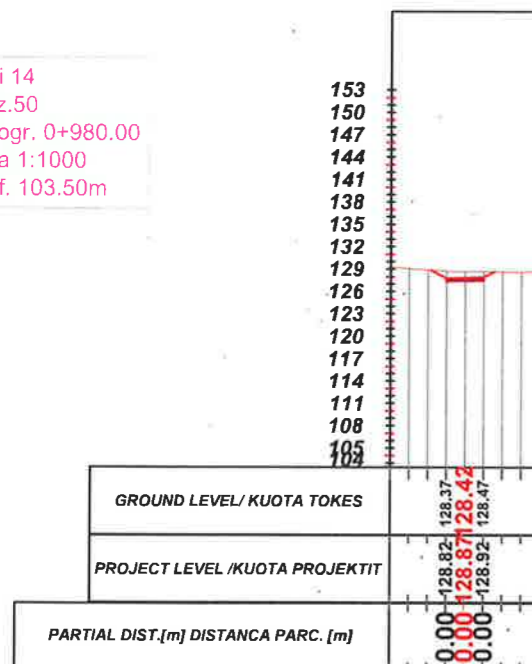 i 14
z.50
ogr. 0+980.00
a 1:1000
f. 103.50m
153
150
147
144
141
138
135
132
129
126
123
120
117
114
111
108
105
104
GROUND LEVEL/ KUOTA TOKES
128.37 128.42 128.47
PROJECT LEVEL /KUOTA PROJEKTIT
128.82 128.87 128.92
PARTIAL DIST.[m] DISTANCA PARC. [m]
0.00 0.00 0.00